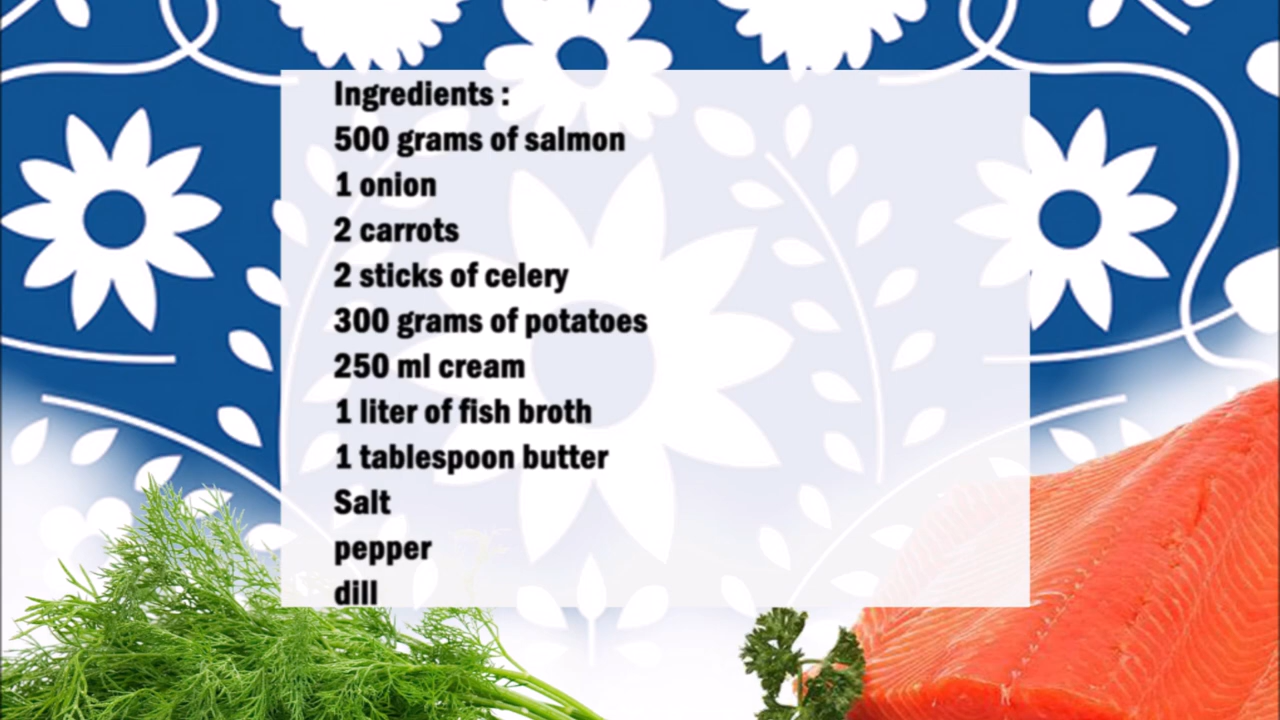 Ingredients :
500 grams of salmon
1 onion
2 carrots
2 sticks of celery
300 grams of potatoes
250 ml cream
1 liter of fish broth
1 tablespoon butter
Salt
pepper
dill